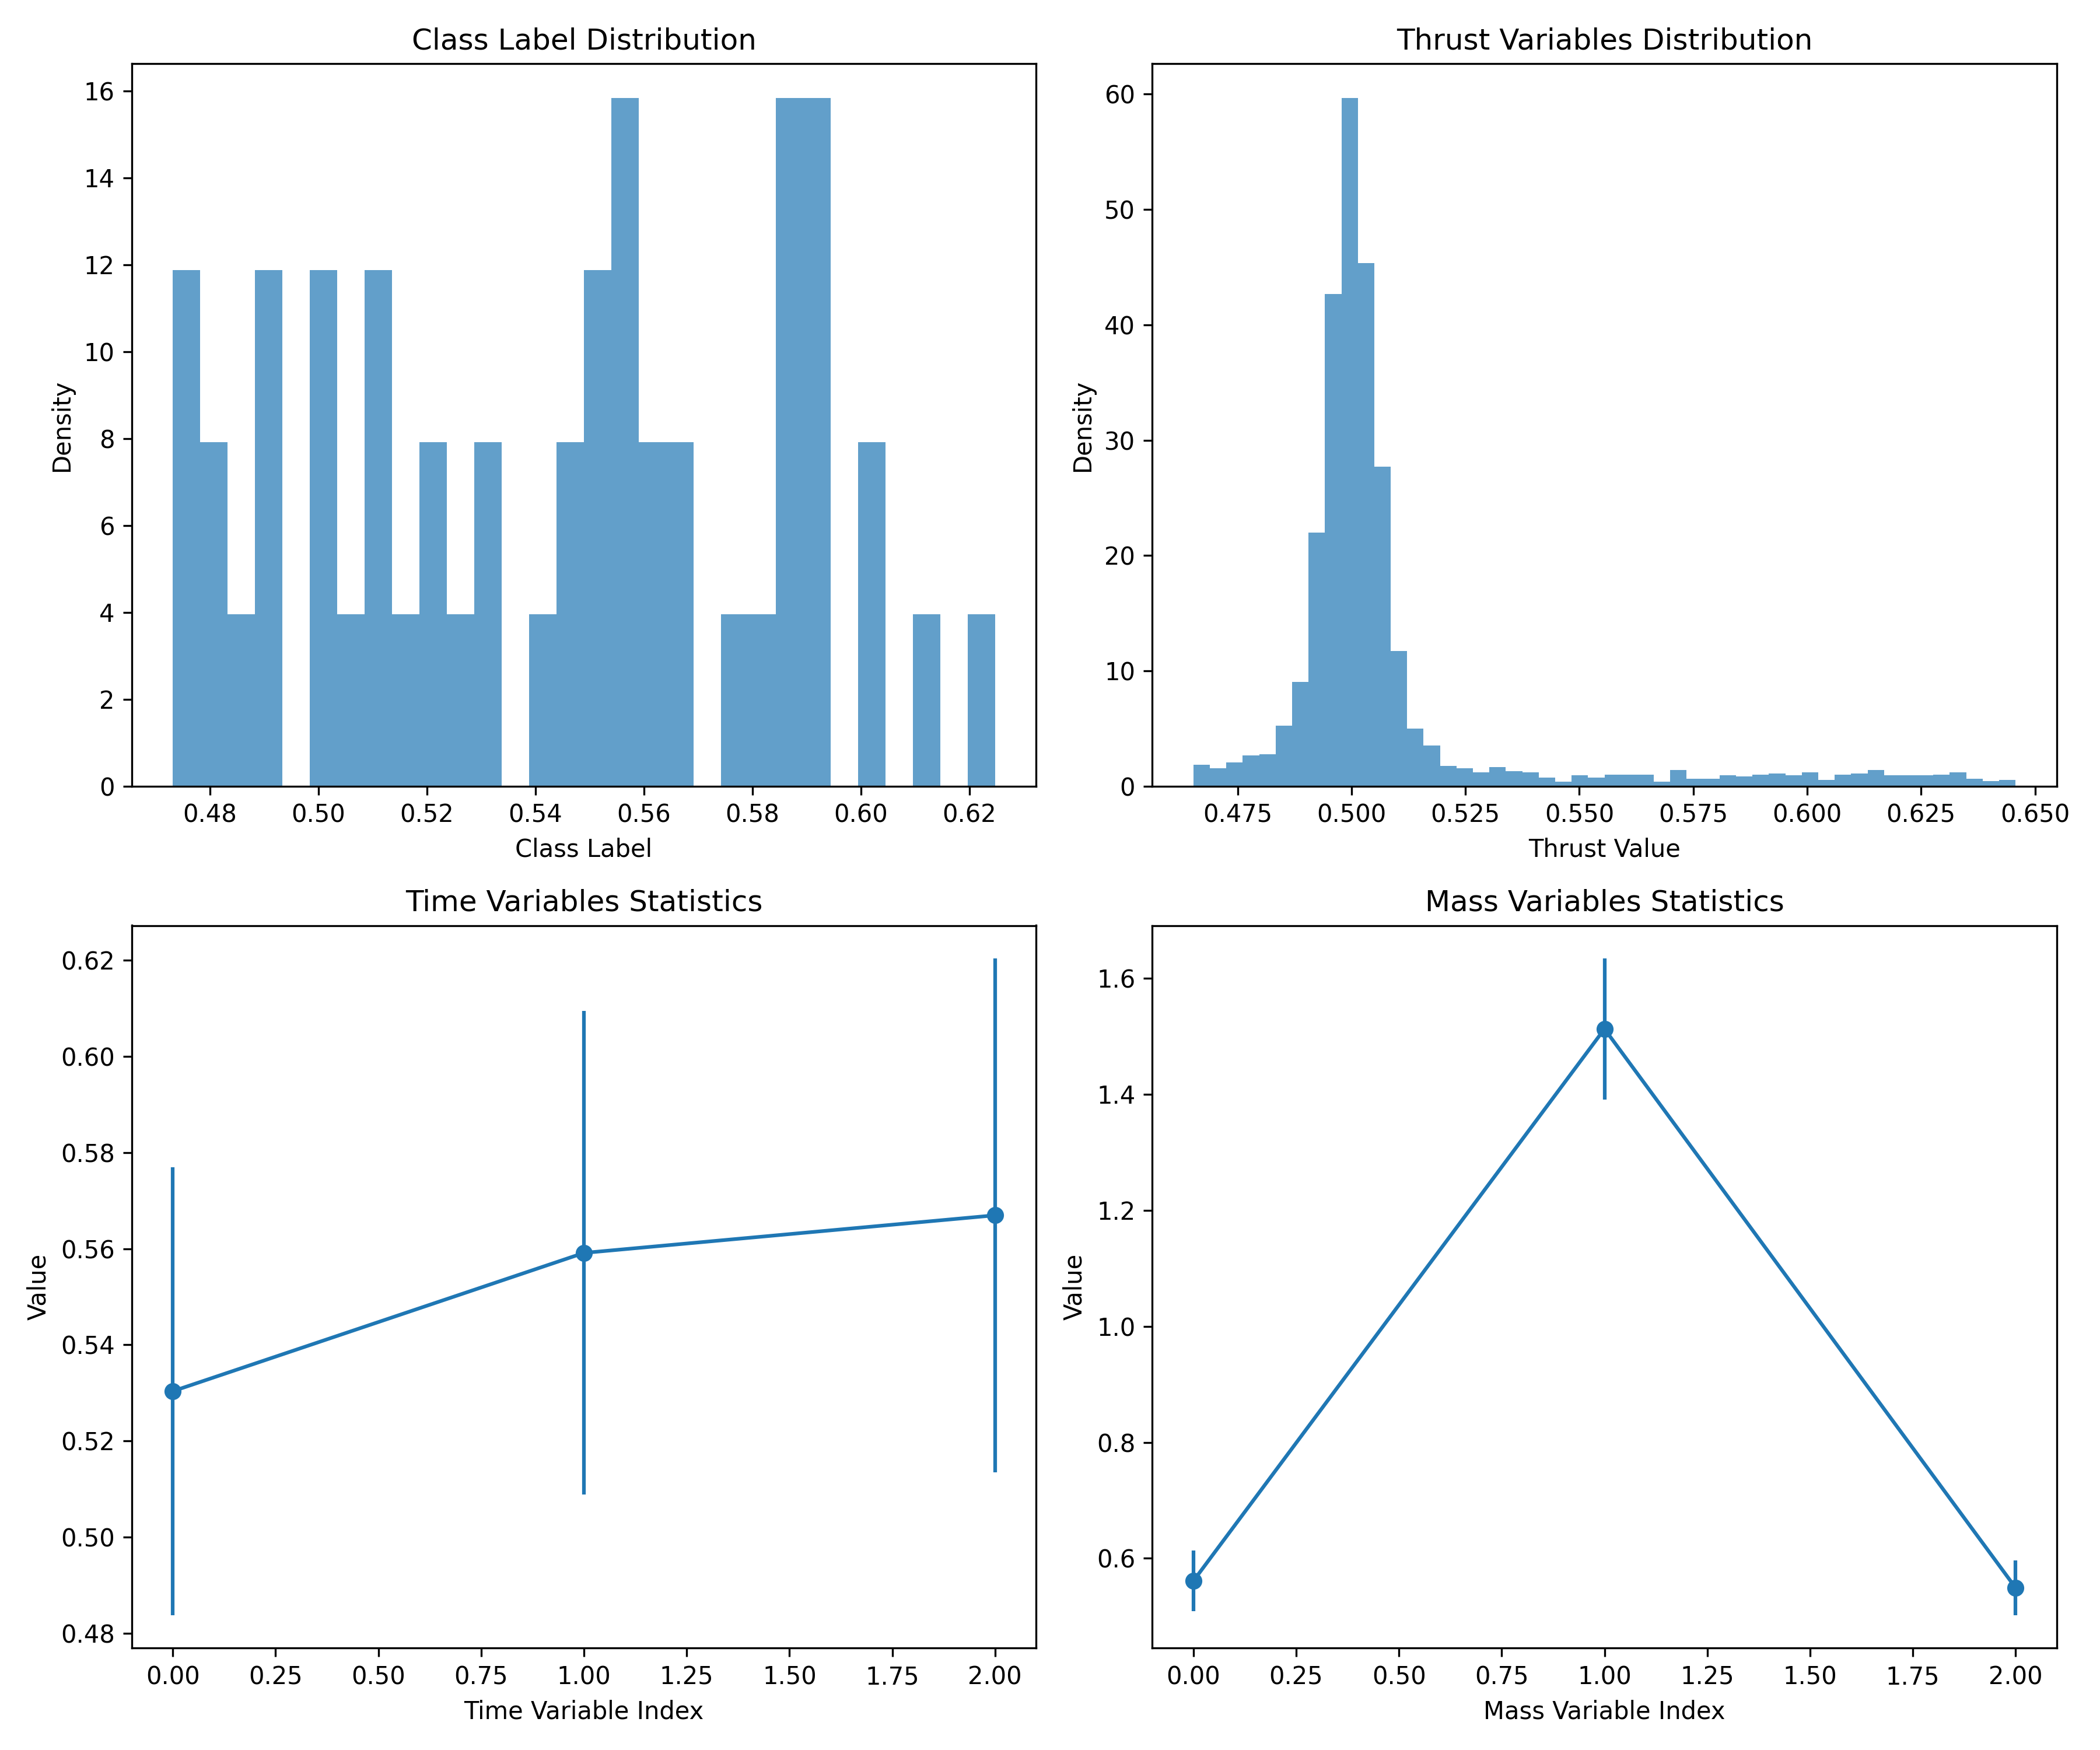 Class Label Distribution
16
14
12
10
8
6
4
2
0
Density
0.48 0.50 0.52 0.54 0.56 0.58 0.60 0.62
Class Label
Thrust Variables Distribution
60
50
40
30
20
10
0
Density
0.475 0.500 0.525 0.550 0.575 0.600 0.625 0.650
Thrust Value
Time Variables Statistics
0.62
0.60
0.58
0.56
0.54
0.52
0.50
0.48
Value
0.00 0.25 0.50 0.75 1.00 1.25 1.50 1.75 2.00
Time Variable Index
Mass Variables Statistics
1.6
1.4
1.2
1.0
0.8
0.6
Value
0.00 0.25 0.50 0.75 1.00 1.25 1.50 1.75 2.00
Mass Variable Index